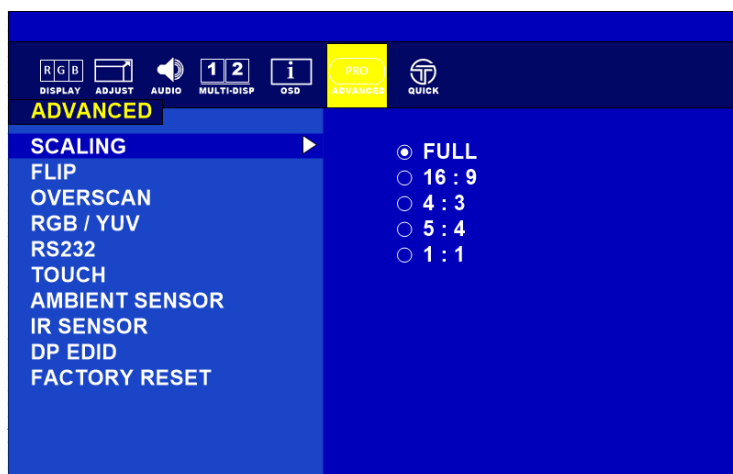 R G B
1 2
i
PRO
DISPLAY ADJUST AUDIO MULTI-DISP OSD ADVANCED QUICK
ADVANCED
SCALING
FLIP
OVERSCAN
RGB / YUV
RS232
TOUCH
AMBIENT SENSOR
IR SENSOR
DP EDID
FACTORY RESET
FULL
16 : 9
4 : 3
5 : 4
1 : 1